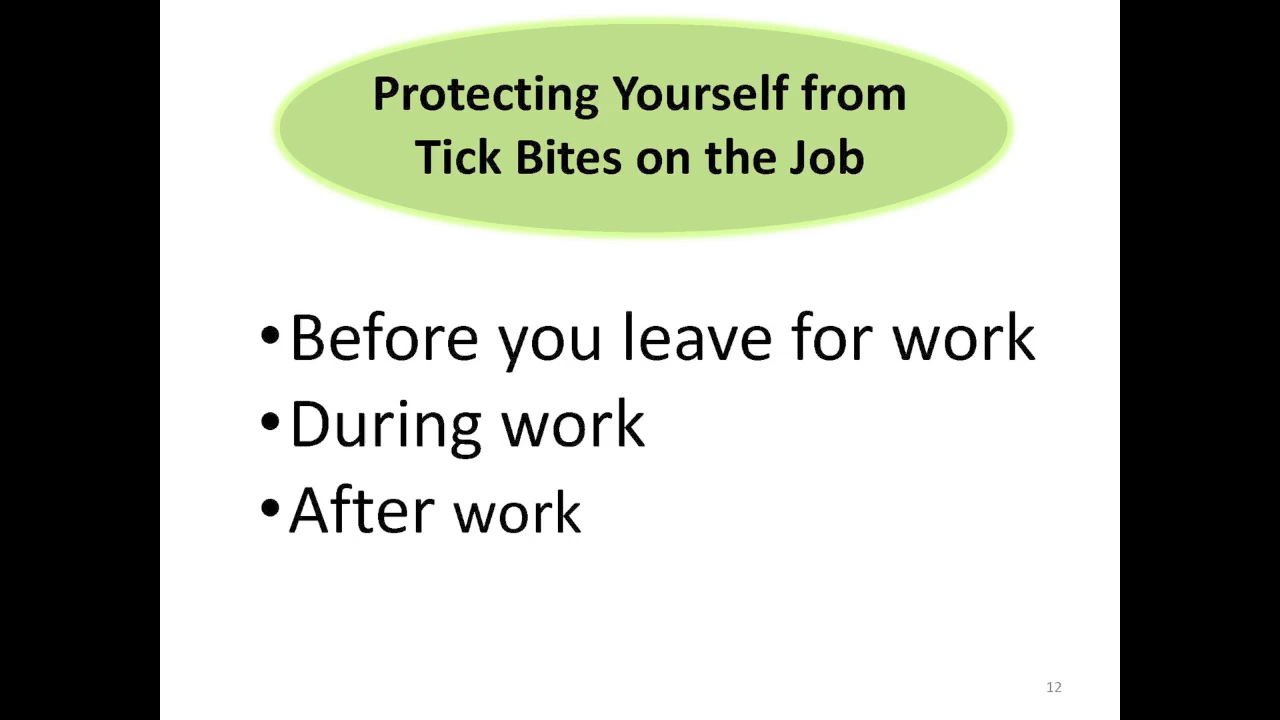 Protecting Yourself from
Tick Bites on the Job
•Before you leave for work
•During work
•After work
12